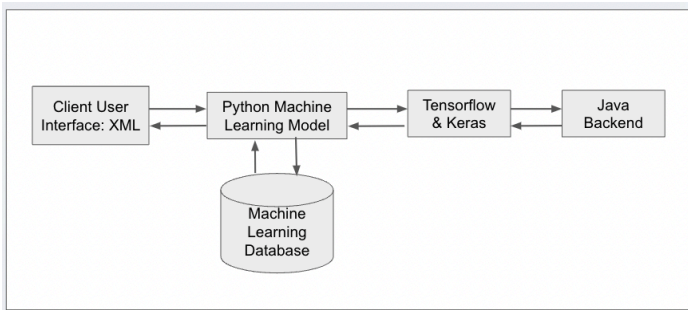 Client User
Interface: XML
Python Machine
Learning Model
Tensorflow
& Keras
Java
Backend
Machine
Learning
Database